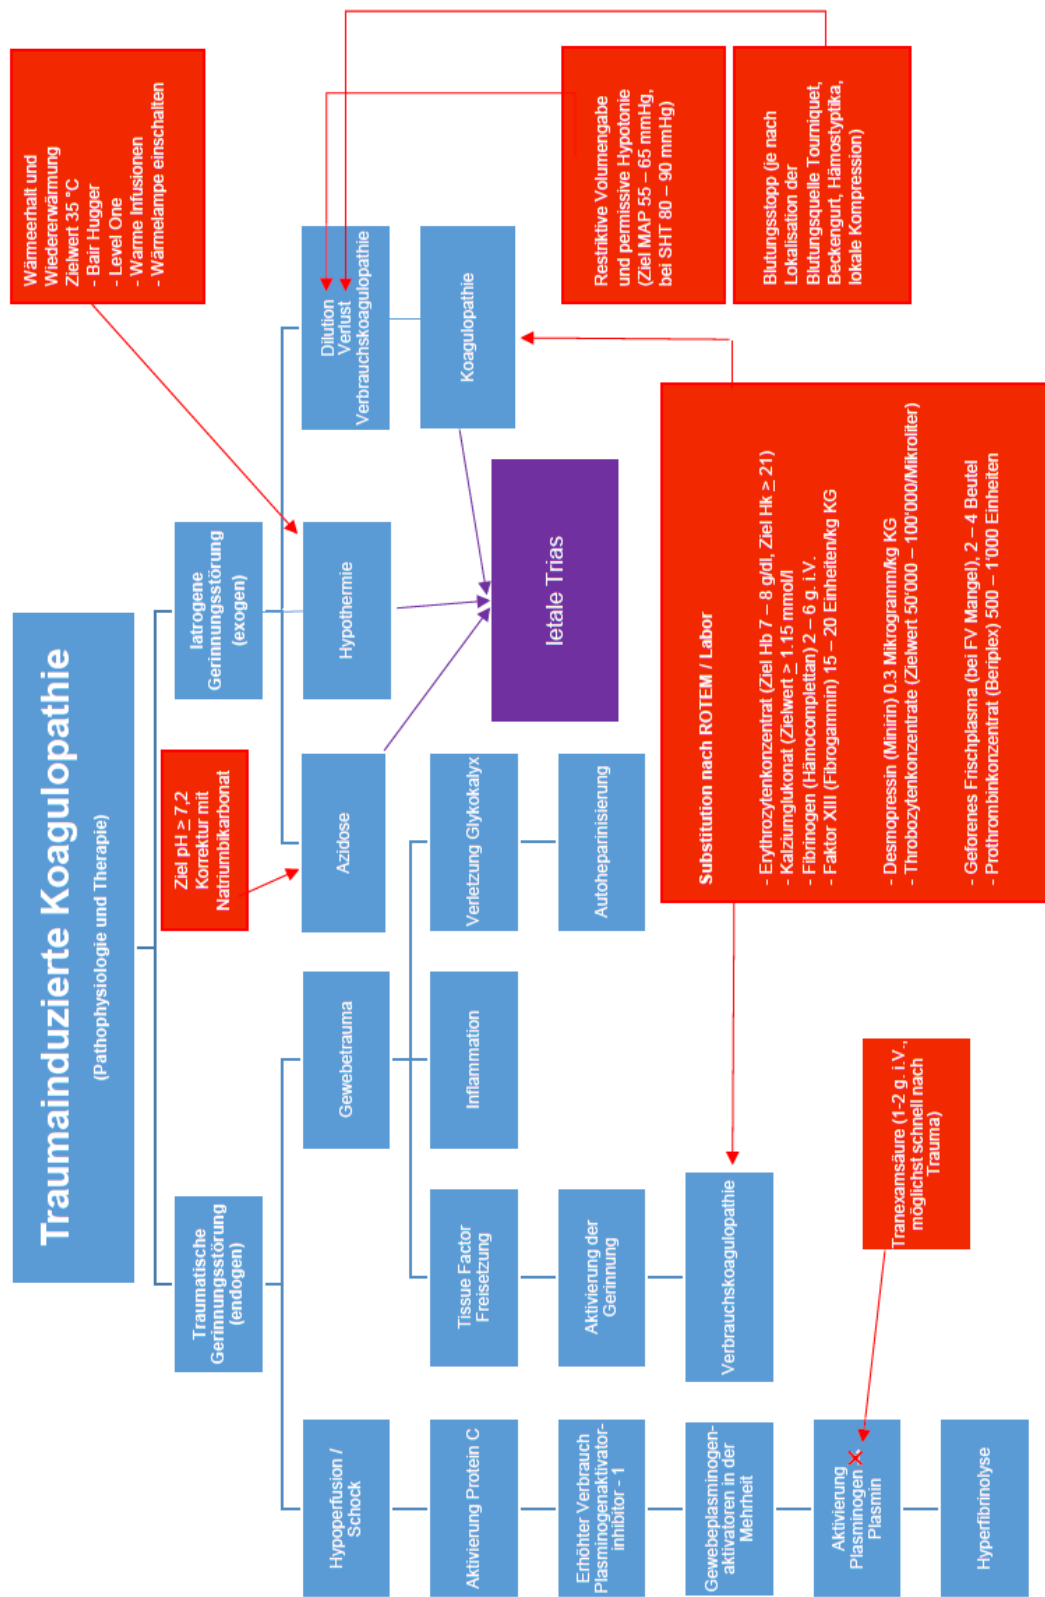 Traumainduzierte Koagulopathie
(Pathophysiologie und Therapie)
Traumatische
Gerinnungsstörung
(endogen)
Iatrogene
Gerinnungsstörung
(exogen)
Wärmeerhalt und
Wiedererwärmung
Zielwert 35 °C
- Bair Hugger
- Level One
- Warme Infusionen
- Wärmelampe einschalten
Ziel pH ≥ 7,2
Korrektur mit
Natriumbikarbonat
Hypoperfusion /
Schock
Gewebetrauma
Azidose
Hypothermie
Dilution
Verlust
Verbrauchskoagulopathie
Aktivierung Protein C
Tissue Factor
Freisetzung
Inflammation
Verletzung Glykokalyx
Koagulopathie
Erhöhter Verbrauch
Plasminogenaktivator-
inhibitor - 1
Aktivierung der
Gerinnung
Autoheparinisierung
letale Trias
Restriktive Volumengabe
und permissive Hypotonie
(Ziel MAP 55 – 65 mmHg,
bei SHT 80 – 90 mmHg)
Gewebeplasminogen-
aktivatoren in der
Mehrheit
Verbrauchskoagulopathie
Substitution nach ROTEM / Labor
- Erythrozytenkonzentrat (Ziel Hb 7 – 8 g/dl, Ziel Hk ≥ 21)
- Kalziumglukonat (Zielwert ≥ 1.15 mmol/l
- Fibrinogen (Hämocomplettan) 2 – 6 g. i.V.
- Faktor XIII (Fibrogammin) 15 – 20 Einheiten/kg KG
- Desmopressin (Minirin) 0.3 Mikrogramm/kg KG
- Throbozytenkonzentrate (Zielwert 50'000 – 100'000/Mikroliter)
- Geforenes Frischplasma (bei FV Mangel), 2 – 4 Beutel
- Prothrombinkonzentrat (Beriplex) 500 – 1'000 Einheiten
Blutungsstopp (je nach
Lokalisation der
Blutungsquelle Tourniquet,
Beckengurt, Hämostyptika,
lokale Kompression)
Aktivierung
Plasminogen
Plasmin
Tranexamsäure (1-2 g. i.V.,
möglichst schnell nach
Trauma)
Hyperfibrinolyse